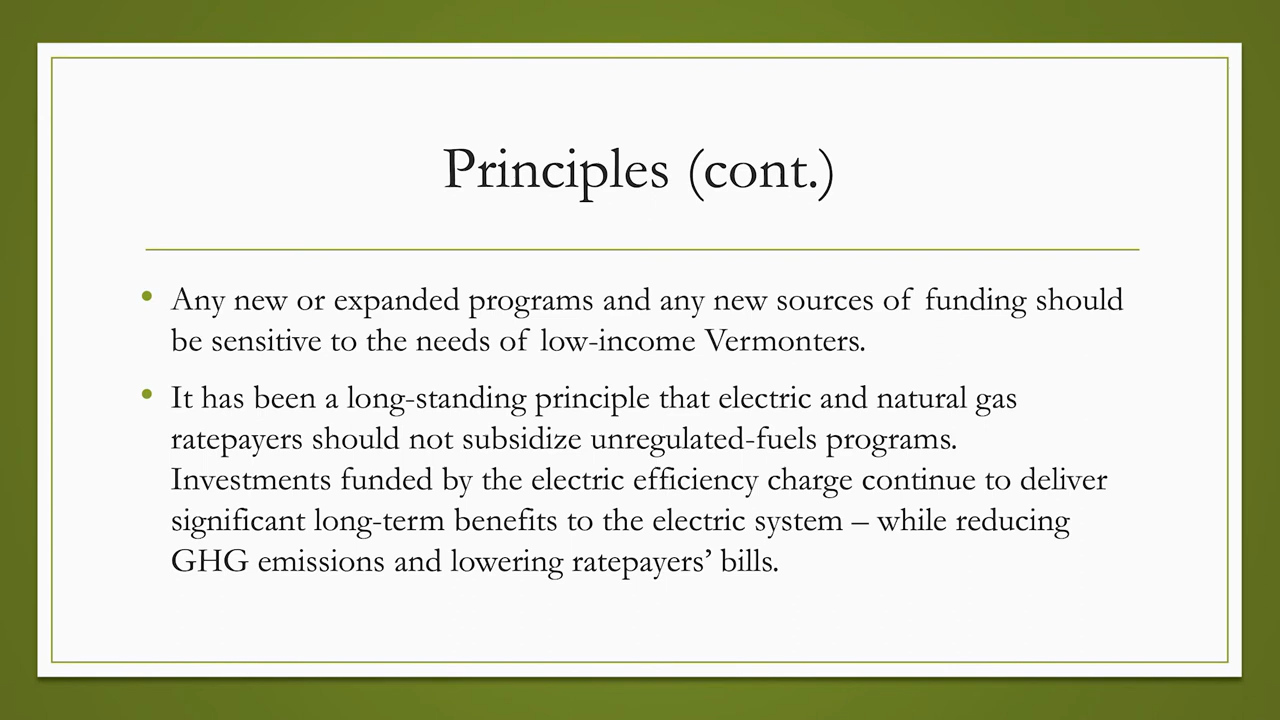 Principles (cont.)
• Any new or expanded programs and any new sources of funding should
be sensitive to the needs of low-income Vermonters.
• It has been a long-standing principle that electric and natural gas
ratepayers should not subsidize unregulated-fuels programs.
Investments funded by the electric efficiency charge continue to deliver
significant long-term benefits to the electric system – while reducing
GHG emissions and lowering ratepayers’ bills.